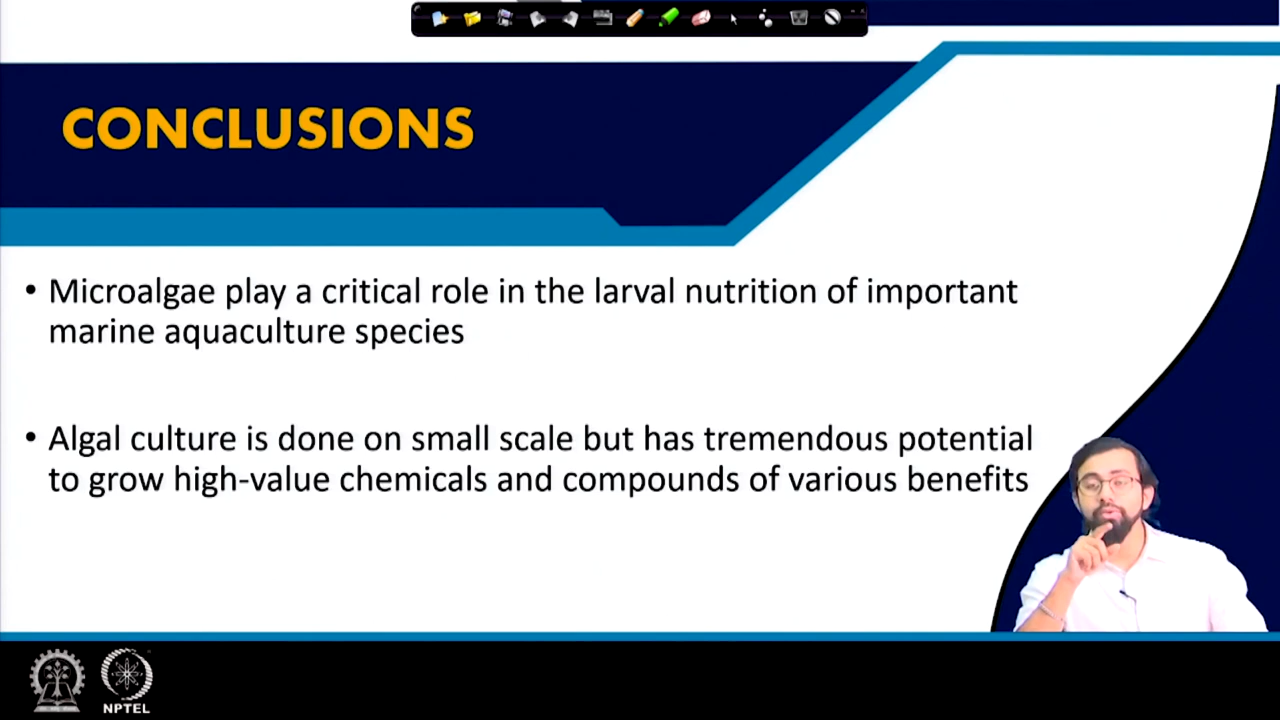 CONCLUSIONS
• Microalgae play a critical role in the larval nutrition of important
marine aquaculture species
• Algal culture is done on small scale but has tremendous potential
to grow high-value chemicals and compounds of various benefits
NPTEL